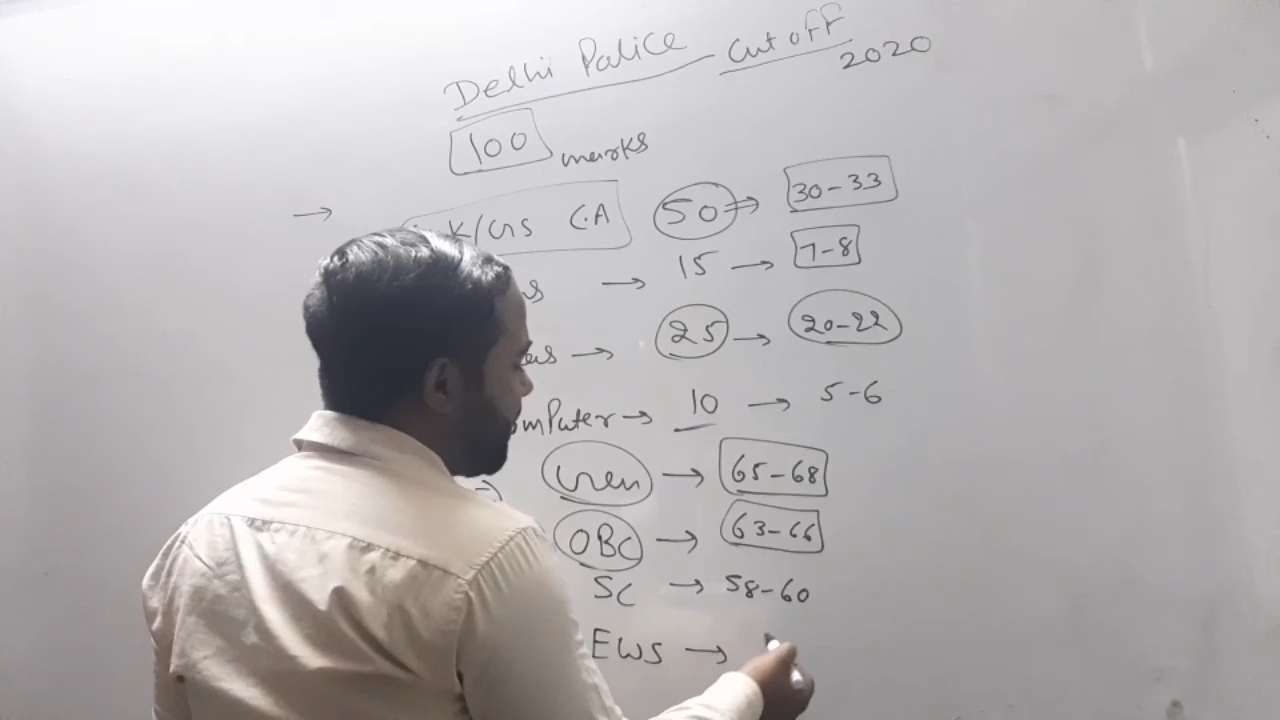 Delhi Police cut off
2020
100 marks
→ K/GS C.A 50 ⇒ 30-33
→ 15 → 7-8
→ 25 → 20-22
omputer → 10 → 5-6
→ Gen → 65-68
OBC → 63-66
SC → 58-60
EWS →